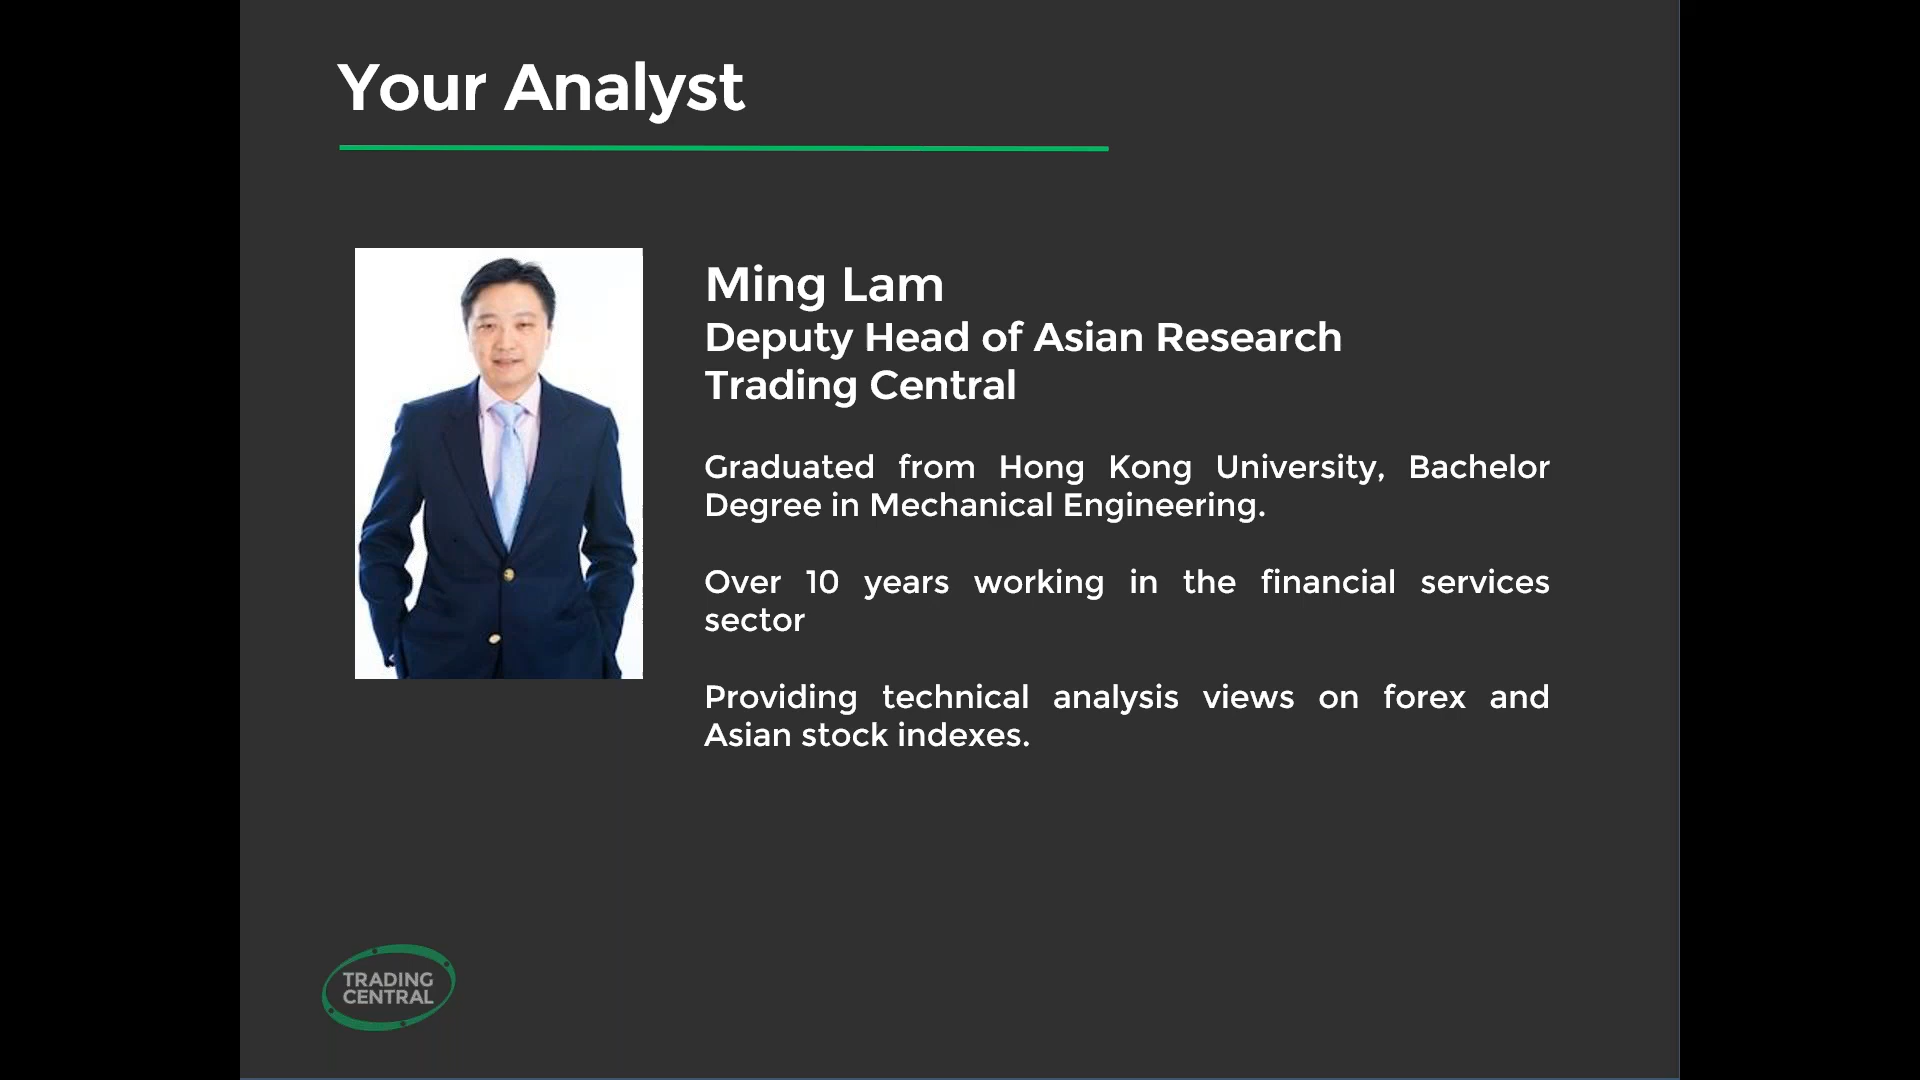 Your Analyst
Ming Lam
Deputy Head of Asian Research
Trading Central
Graduated from Hong Kong University, Bachelor
Degree in Mechanical Engineering.
Over 10 years working in the financial services
sector
Providing technical analysis views on forex and
Asian stock indexes.
TRADING
CENTRAL